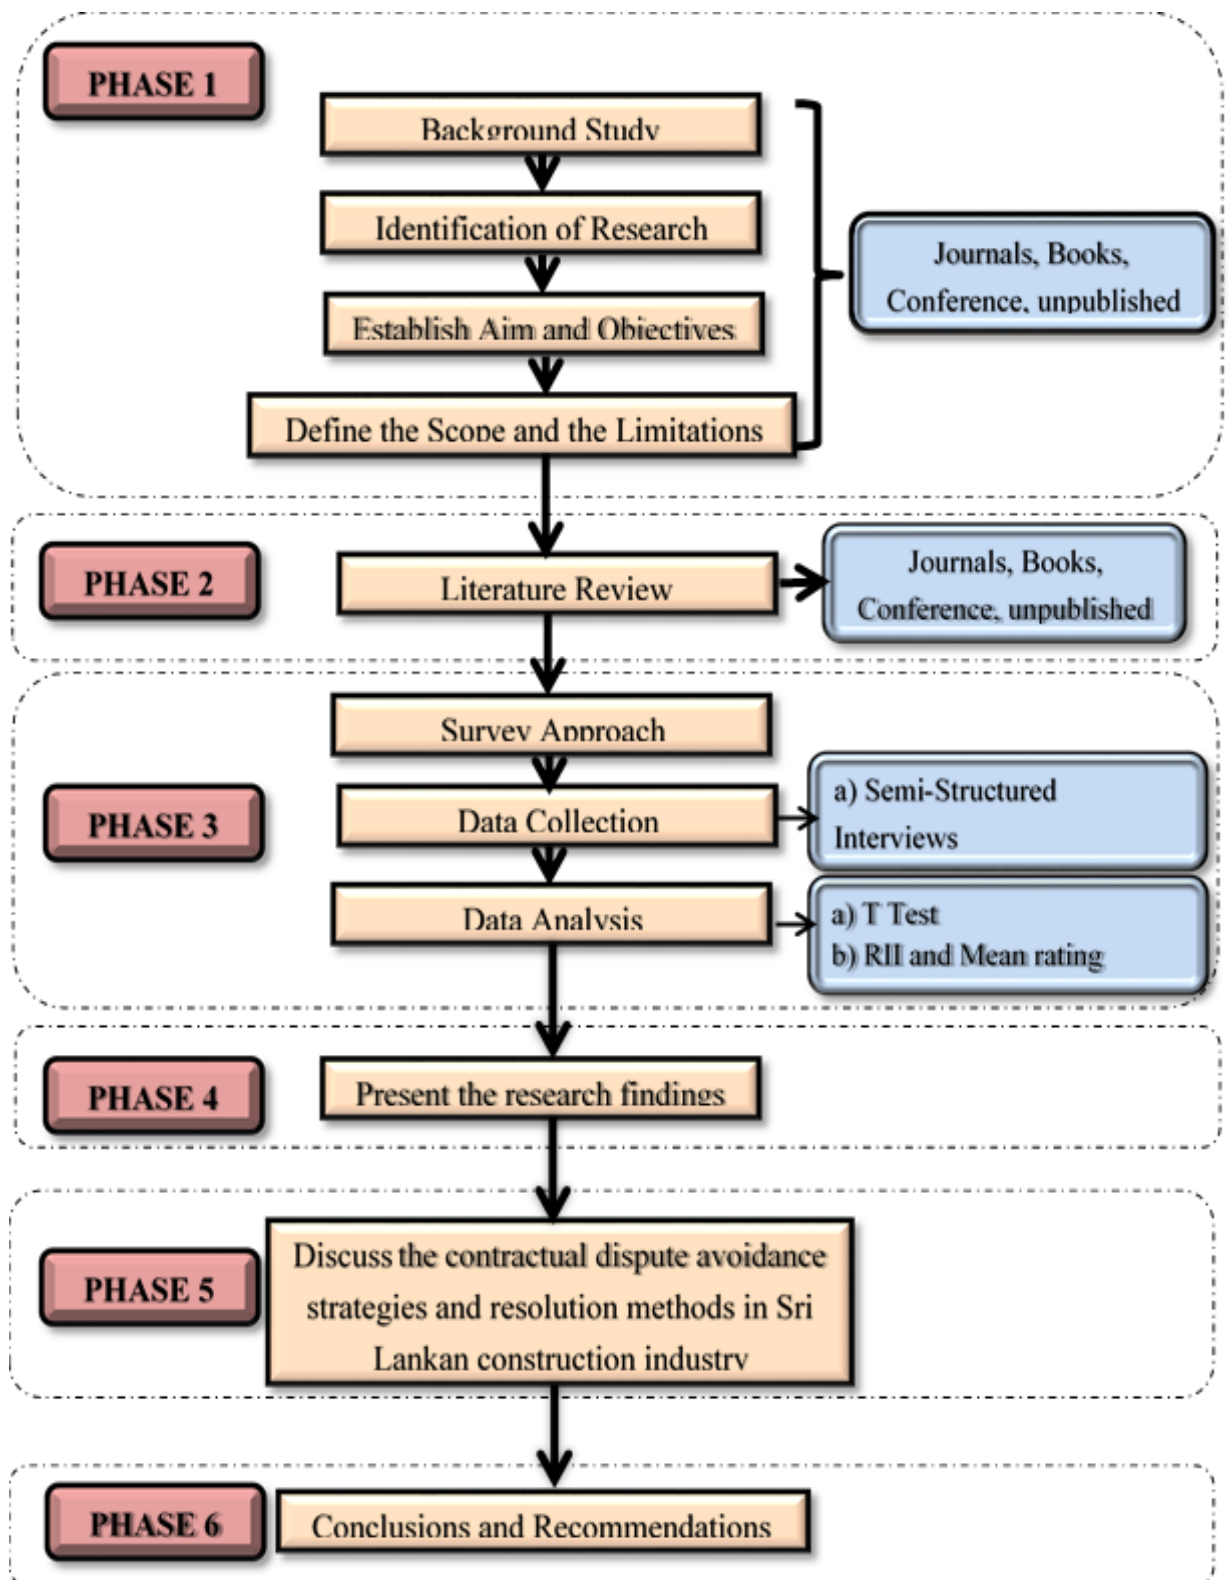 PHASE 1
Background Study
Identification of Research
Establish Aim and Objectives
Define the Scope and the Limitations
Journals, Books,
Conference, unpublished
PHASE 2
Literature Review
Journals, Books,
Conference, unpublished
PHASE 3
Survey Approach
Data Collection
a) Semi-Structured
Interviews
Data Analysis
a) T Test
b) RII and Mean rating
PHASE 4
Present the research findings
PHASE 5
Discuss the contractual dispute avoidance
strategies and resolution methods in Sri
Lankan construction industry
PHASE 6
Conclusions and Recommendations